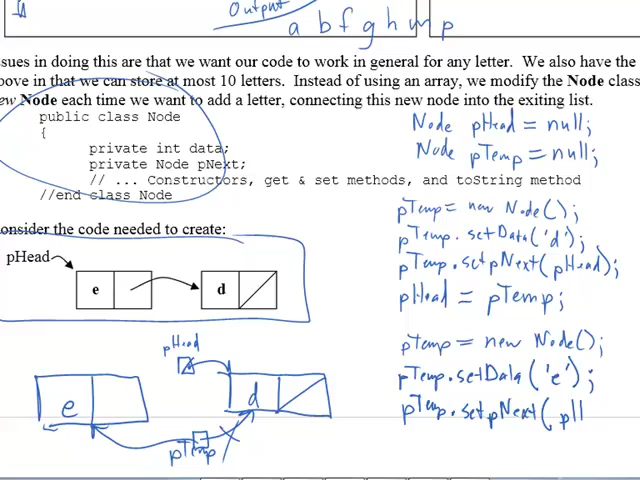 Output
a b f g h m p
ssues in doing this are that we want our code to work in general for any letter. We also have the
bove in that we can store at most 10 letters. Instead of using an array, we modify the Node class
ew Node each time we want to add a letter, connecting this new node into the exiting list.
public class Node
{
private int data;
private Node pNext;
// ... Constructors, get & set methods, and toString method
//end class Node
Node pHead = null;
Node pTemp = null;
onsider the code needed to create:
pHead
e d
pTemp = new Node();
pTemp.setData('d');
pTemp.setpNext(pHead);
pHead = pTemp;
pTemp = new Node();
pTemp.setData('e');
pTemp.setpNext(pH
pHead
e d
pTemp